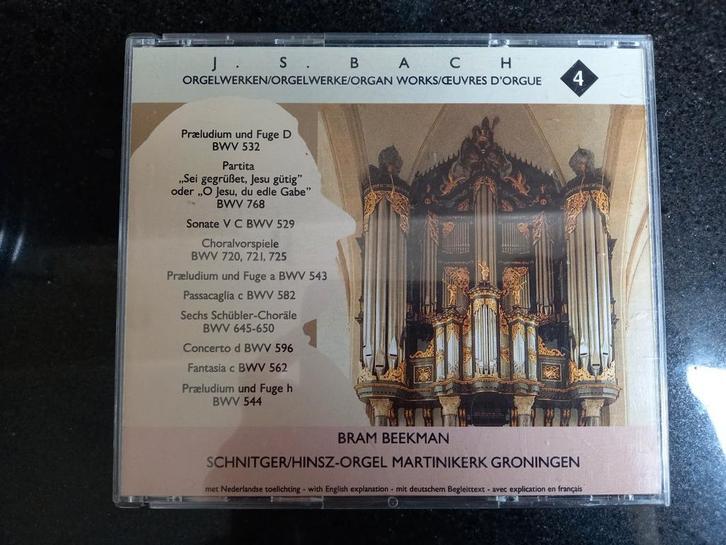 J . S . B A C H
ORGELWERKEN/ORGELWERKE/ORGAN WORKS/ŒUVRES D'ORGUE
4
Præludium und Fuge D
BWV 532
Partita
„Sei gegrüßet, Jesu gütig”
oder „O Jesu, du edle Gabe”
BWV 768
Sonate V C BWV 529
Choralvorspiele
BWV 720, 721, 725
Præludium und Fuge a BWV 543
Passacaglia c BWV 582
Sechs Schübler-Choräle
BWV 645-650
Concerto d BWV 596
Fantasia c BWV 562
Præludium und Fuge h
BWV 544
BRAM BEEKMAN
SCHNITGER/HINSZ-ORGEL MARTINIKERK GRONINGEN
met Nederlandse toelichting - with English explanation - mit deutschem Begleittext - avec explication en français